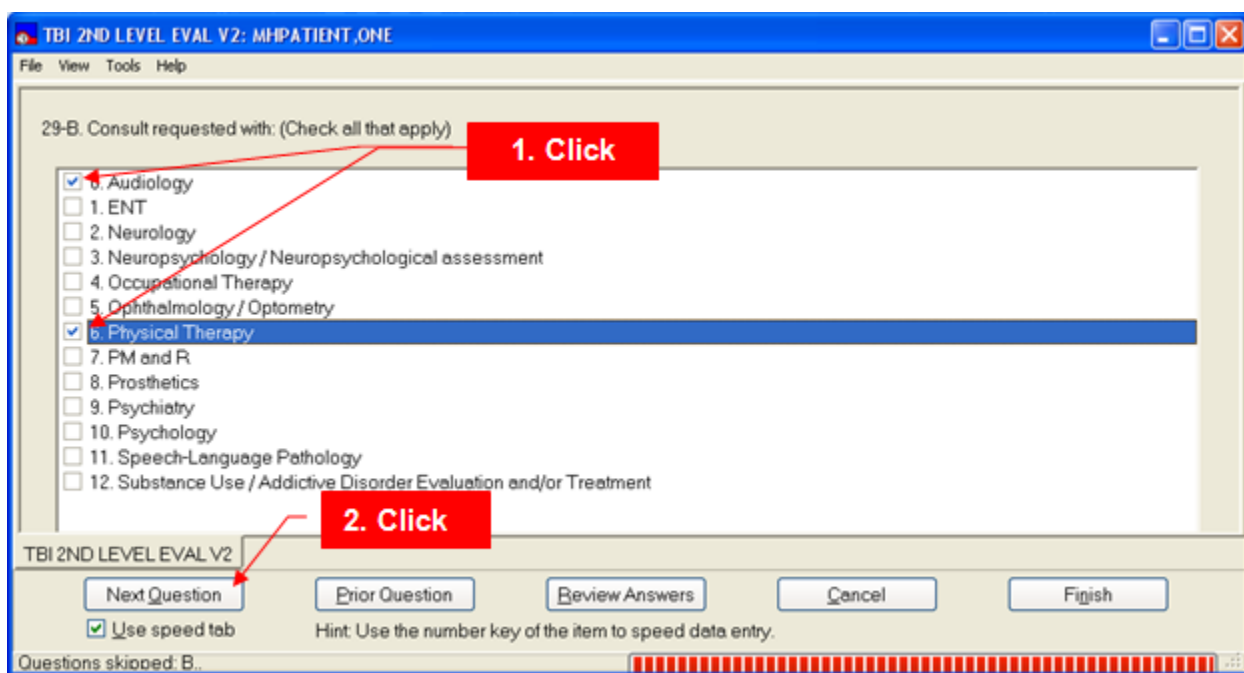 TBI 2ND LEVEL EVAL V2: MHPATIENT,ONE
File View Tools Help
29-B. Consult requested with: (Check all that apply)
1. Click
0. Audiology
1. ENT
2. Neurology
3. Neuropsychology / Neuropsychological assessment
4. Occupational Therapy
5. Ophthalmology / Optometry
6. Physical Therapy
7. PM and R
8. Prosthetics
9. Psychiatry
10. Psychology
11. Speech-Language Pathology
12. Substance Use / Addictive Disorder Evaluation and/or Treatment
2. Click
TBI 2ND LEVEL EVAL V2
Next Question Prior Question Review Answers Cancel Finish
Use speed tab Hint: Use the number key of the item to speed data entry.
Questions skipped: B..